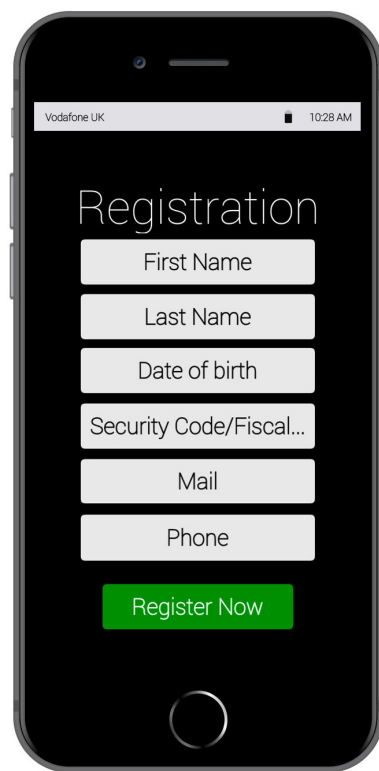 Vodafone UK 10:28 AM
Registration
First Name
Last Name
Date of birth
Security Code/Fiscal...
Mail
Phone
Register Now